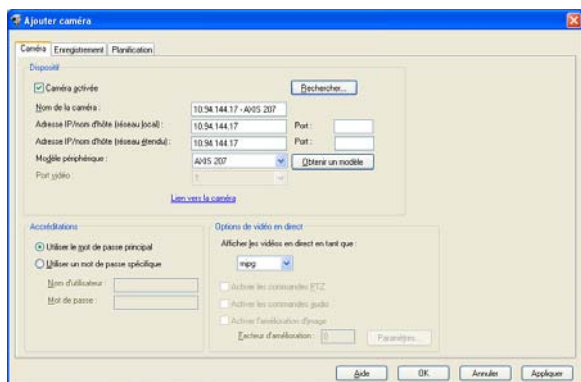 Ajouter caméra
Caméra Enregistrement Planification
Dispositif
Caméra activée Rechercher...
Nom de la caméra : 10.94.144.17 - AXIS 207
Adresse IP/nom d'hôte (réseau local) : 10.94.144.17 Port :
Adresse IP/nom d'hôte (réseau étendu) : 10.94.144.17 Port :
Modèle périphérique : AXIS 207 Obtenir un modèle
Port vidéo : 1
Lien vers la caméra
Accréditations
Utiliser le mot de passe principal
Utiliser un mot de passe spécifique
Nom d'utilisateur :
Mot de passe :
Options de vidéo en direct
Afficher les vidéos en direct en tant que :
mjpg
Activer les commandes PTZ
Activer les commandes audio
Activer l'amélioration d'image
Facteur d'amélioration : 0 Paramètres...
Aide OK Annuler Appliquer